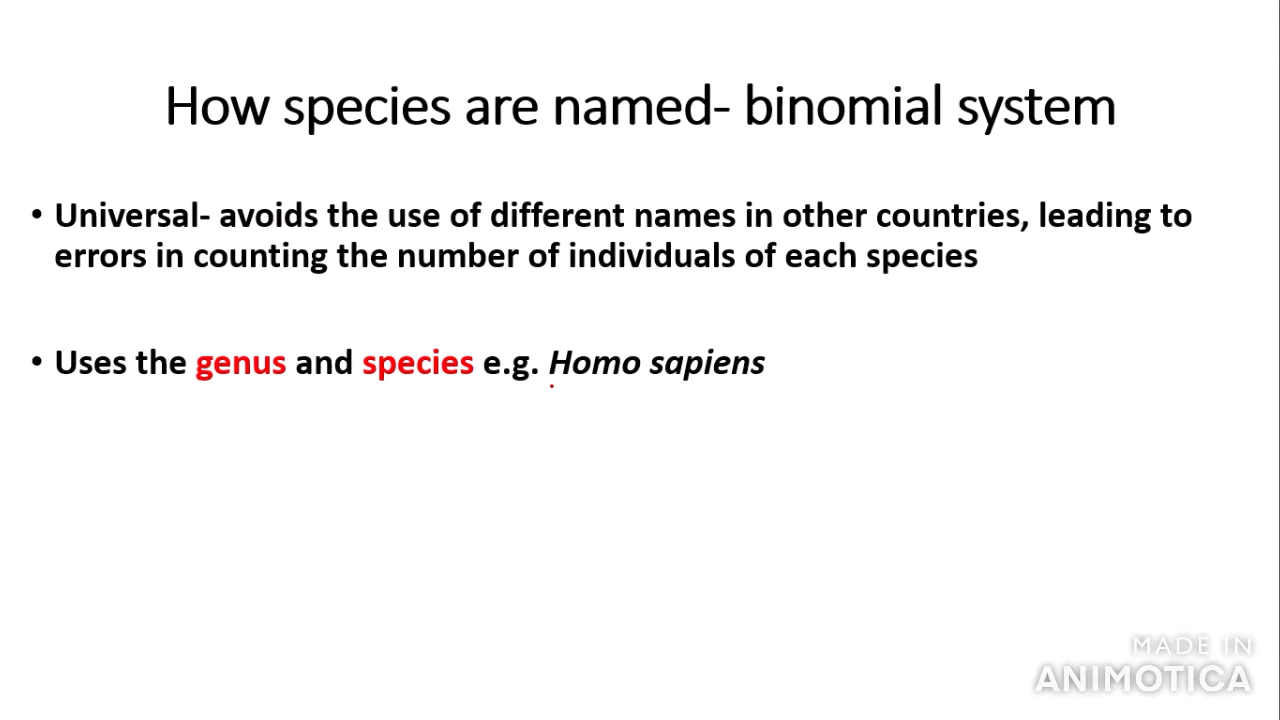 How species are named- binomial system
• Universal- avoids the use of different names in other countries, leading to
errors in counting the number of individuals of each species
• Uses the genus and species e.g. Homo sapiens
MADE IN
ANIMOTICA